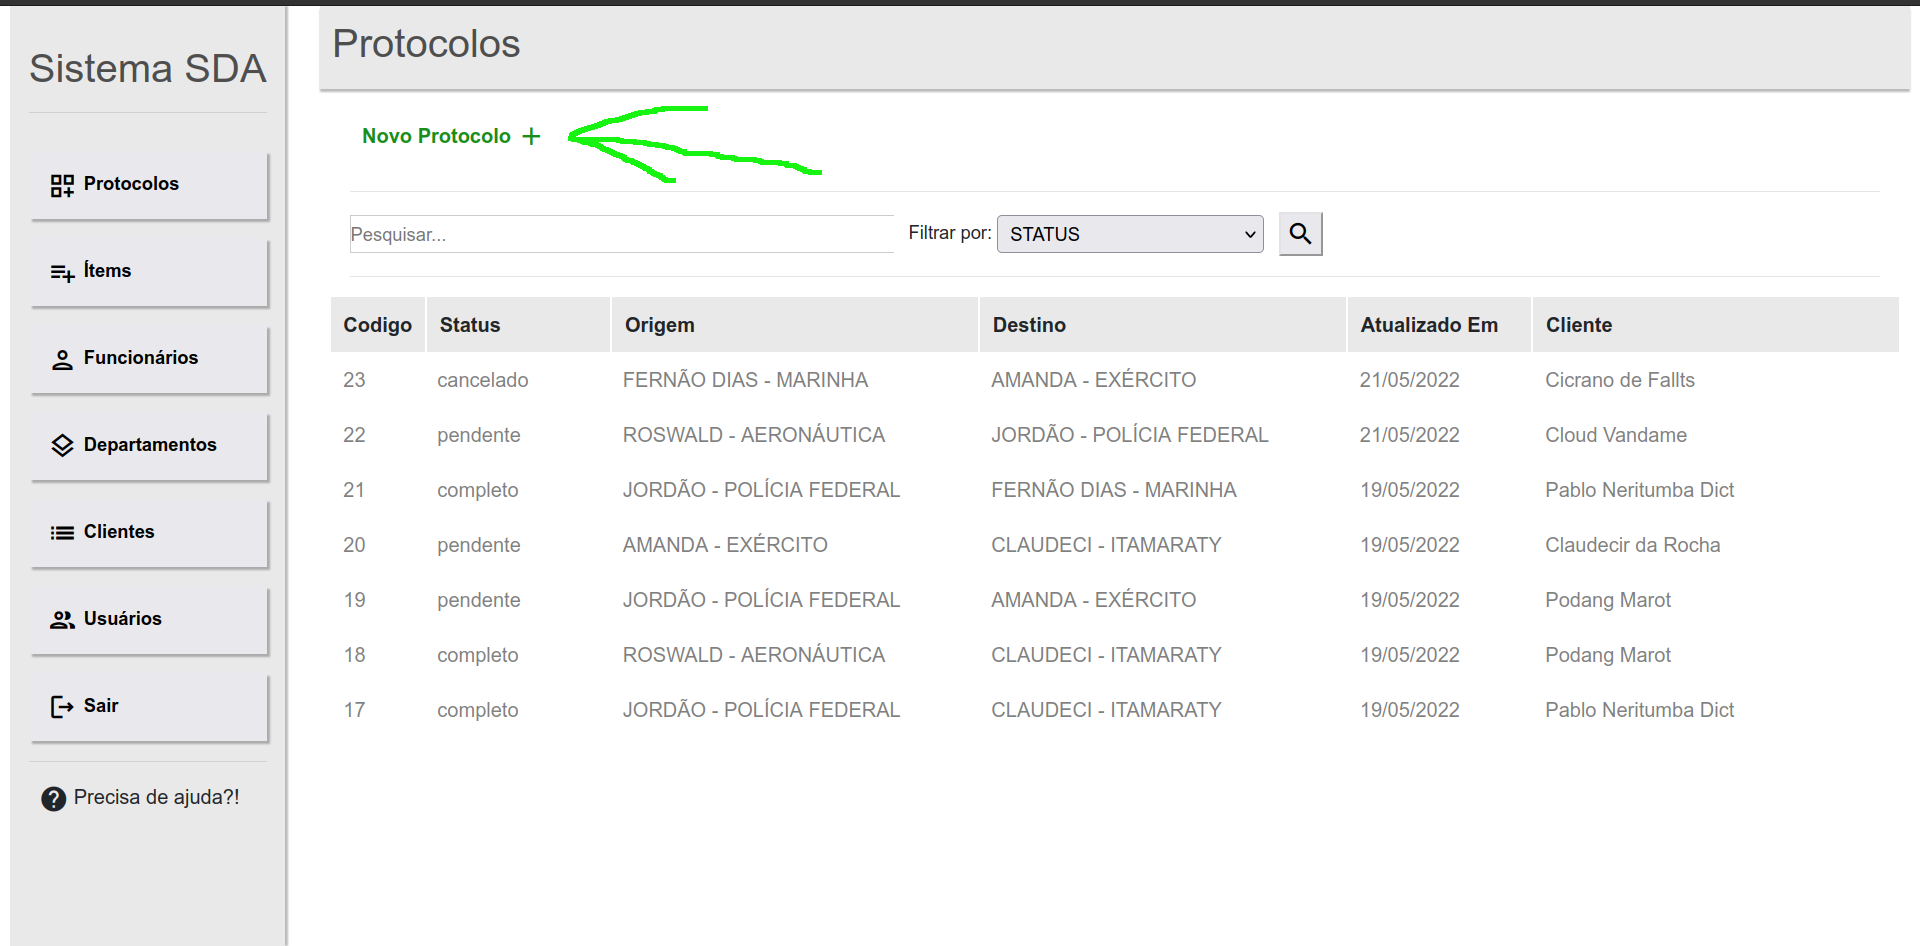 Sistema SDA
Protocolos
Ítems
Funcionários
Departamentos
Clientes
Usuários
Sair
Precisa de ajuda?!
Protocolos
Novo Protocolo +
Pesquisar... Filtrar por: STATUS
Codigo Status Origem Destino Atualizado Em Cliente
23 cancelado FERNÃO DIAS - MARINHA AMANDA - EXÉRCITO 21/05/2022 Cicrano de Fallts
22 pendente ROSWALD - AERONÁUTICA JORDÃO - POLÍCIA FEDERAL 21/05/2022 Cloud Vandame
21 completo JORDÃO - POLÍCIA FEDERAL FERNÃO DIAS - MARINHA 19/05/2022 Pablo Neritumba Dict
20 pendente AMANDA - EXÉRCITO CLAUDECI - ITAMARATY 19/05/2022 Claudecir da Rocha
19 pendente JORDÃO - POLÍCIA FEDERAL AMANDA - EXÉRCITO 19/05/2022 Podang Marot
18 completo ROSWALD - AERONÁUTICA CLAUDECI - ITAMARATY 19/05/2022 Podang Marot
17 completo JORDÃO - POLÍCIA FEDERAL CLAUDECI - ITAMARATY 19/05/2022 Pablo Neritumba Dict